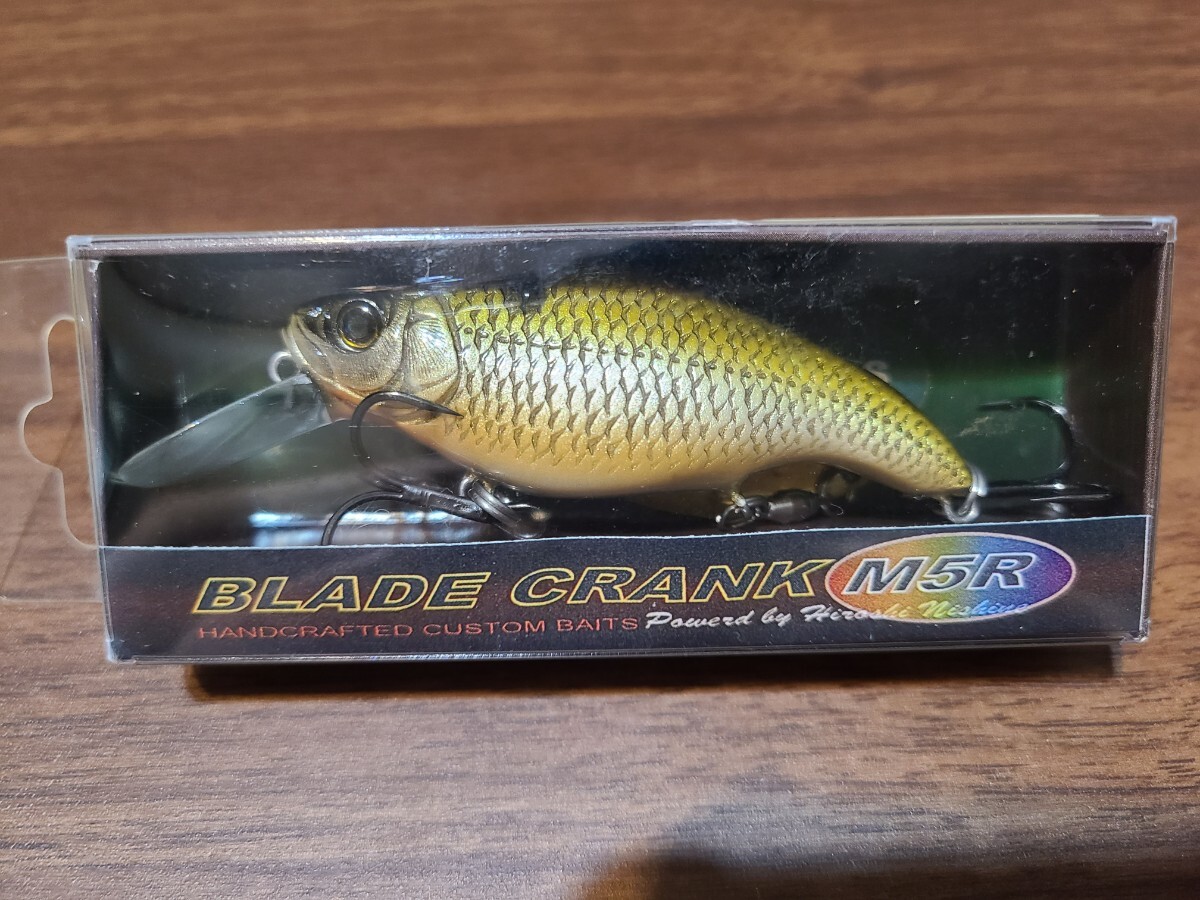 BLADE CRANK M5R
HANDCRAFTED CUSTOM BAITS Powerd by Hiroshi Nishine